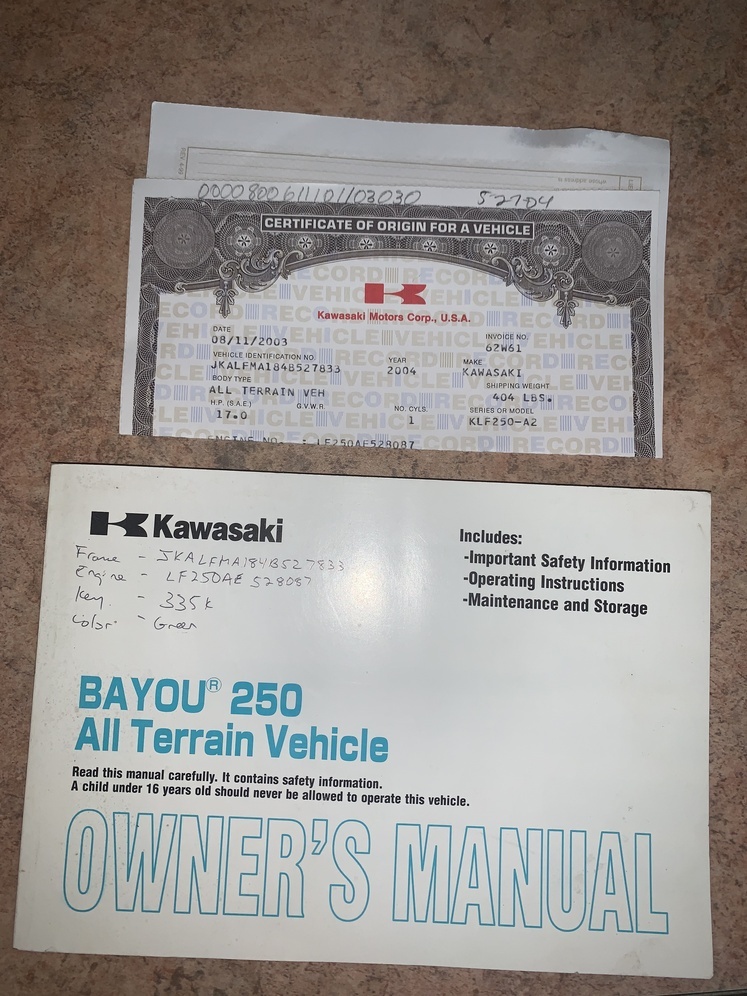 0000800611101103030 52704
CERTIFICATE OF ORIGIN FOR A VEHICLE
Kawasaki Motors Corp., U.S.A.
DATE
08/11/2003
INVOICE NO.
62W61
VEHICLE IDENTIFICATION NO. YEAR MAKE
JKALFMA184B527833 2004 KAWASAKI
BODY TYPE SHIPPING WEIGHT
ALL TERRAIN VEH 404 LBS.
H.P. (S.A.E.) G.V.W.R. NO. CYLS. SERIES OR MODEL
17.0 1 KLF250-A2
ENGINE NO. : LF250AE528087
Kawasaki
Frame - JKALFMA184B527833
Engine - LF250AE 528087
Key - 335k
Color - Green
Includes:
-Important Safety Information
-Operating Instructions
-Maintenance and Storage
BAYOU® 250
All Terrain Vehicle
Read this manual carefully. It contains safety information.
A child under 16 years old should never be allowed to operate this vehicle.
OWNER'S MANUAL